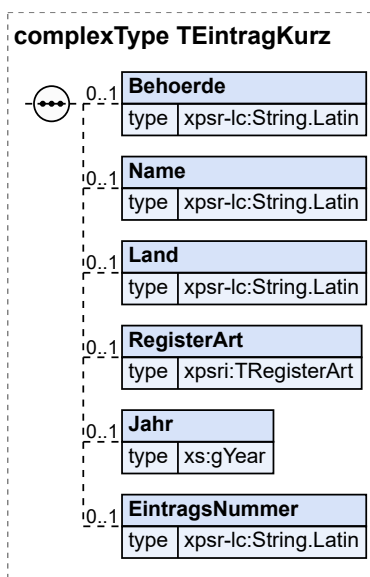 complexType TEintragKurz
0..1 Behoerde
type xpsr-lc:String.Latin
0..1 Name
type xpsr-lc:String.Latin
0..1 Land
type xpsr-lc:String.Latin
0..1 RegisterArt
type xpsri:TRegisterArt
0..1 Jahr
type xs:gYear
0..1 EintragsNummer
type xpsr-lc:String.Latin